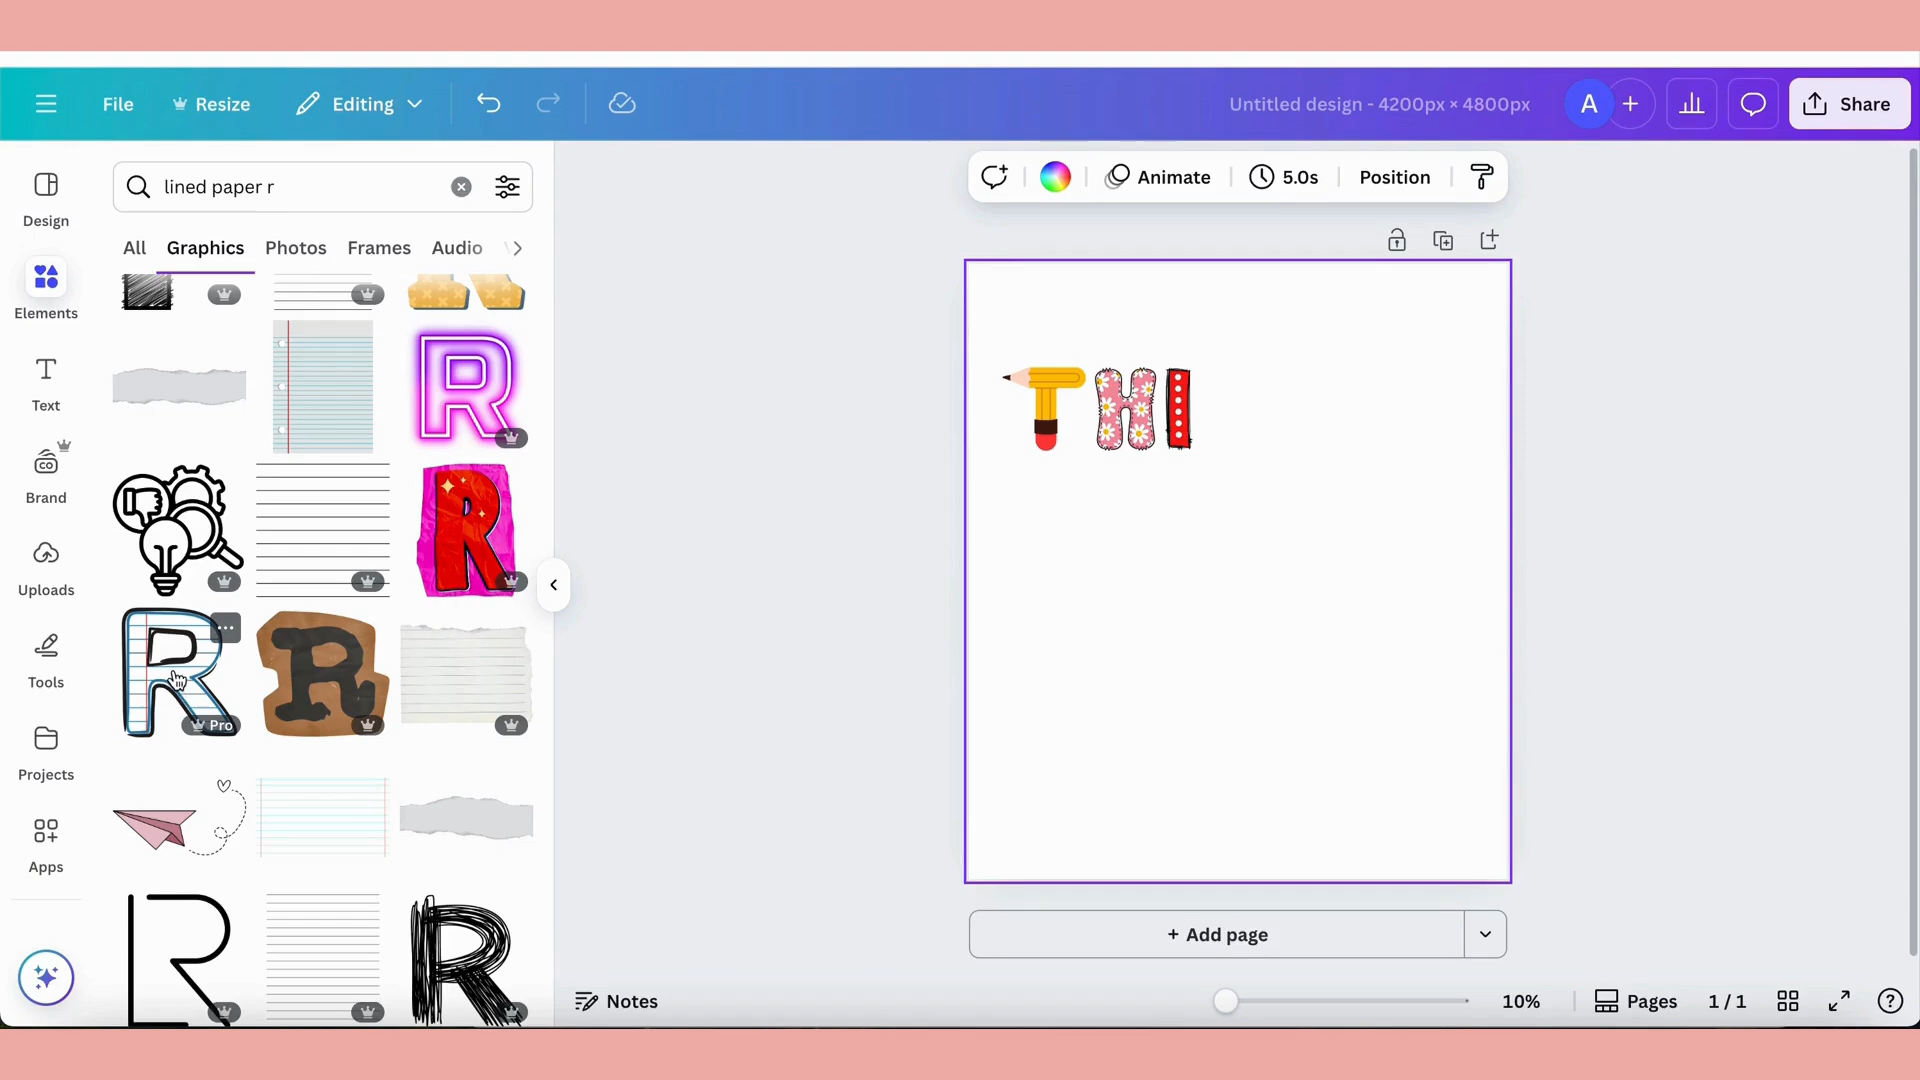 File
Resize
Editing
Untitled design - 4200px × 4800px
A
+
Share
Design
Elements
Text
Brand
Uploads
Tools
Projects
Apps
lined paper r
All
Graphics
Photos
Frames
Audio
R
R
R
R
Pro
R
R
Animate
5.0s
Position
THI
+ Add page
Notes
10%
Pages
1 / 1
?